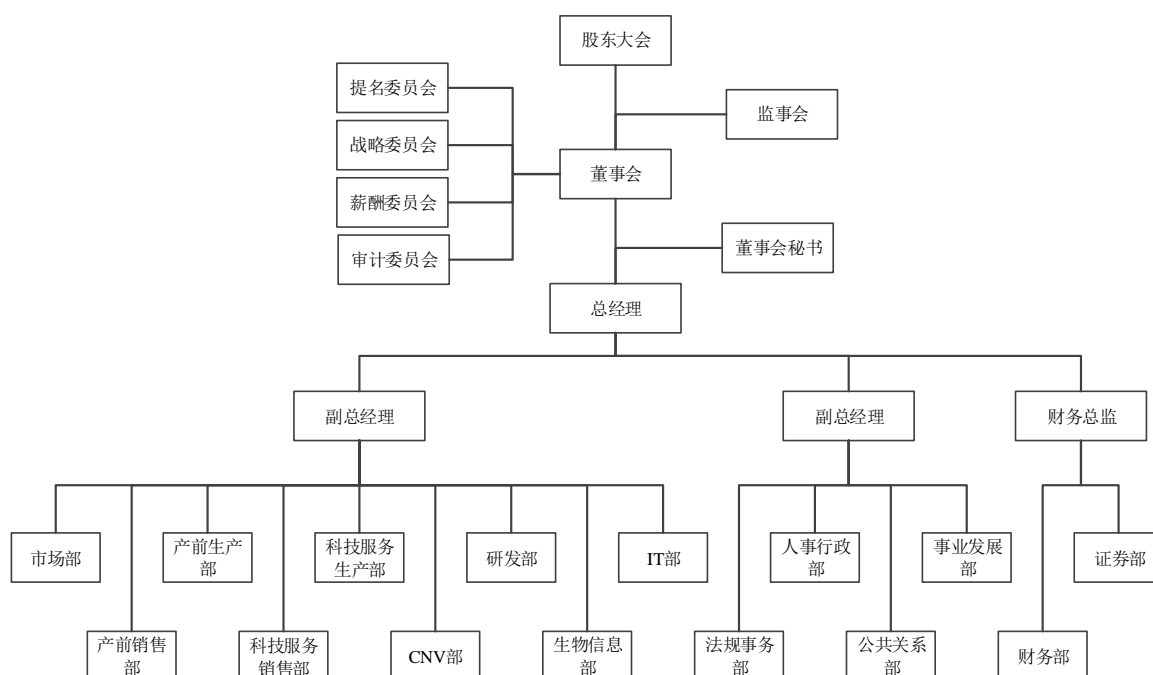 股东大会
提名委员会
监事会
战略委员会
董事会
薪酬委员会
董事会秘书
审计委员会
总经理
副总经理
副总经理
财务总监
市场部
产前生产
部
科技服务
生产部
研发部
IT部
人事行政
部
事业发展
部
证券部
产前销售
部
科技服务
销售部
CNV部
生物信息
部
法规事务
部
公共关系
部
财务部